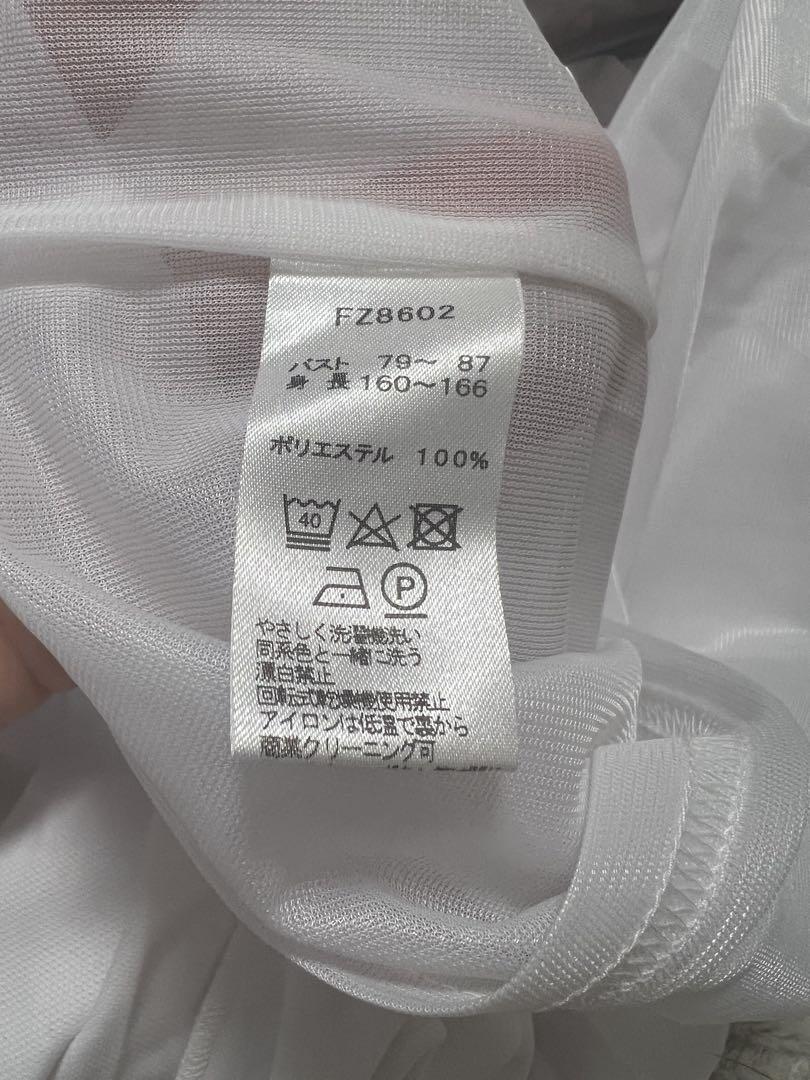 FZ8602
バスト 79～ 87
身 長 160～166
ポリエステル 100%
40
P
やさしく洗濯機洗い
同系色と一緒に洗う
漂白禁止
回転式乾燥機使用禁止
アイロンは低温で裏から
商業クリーニング可